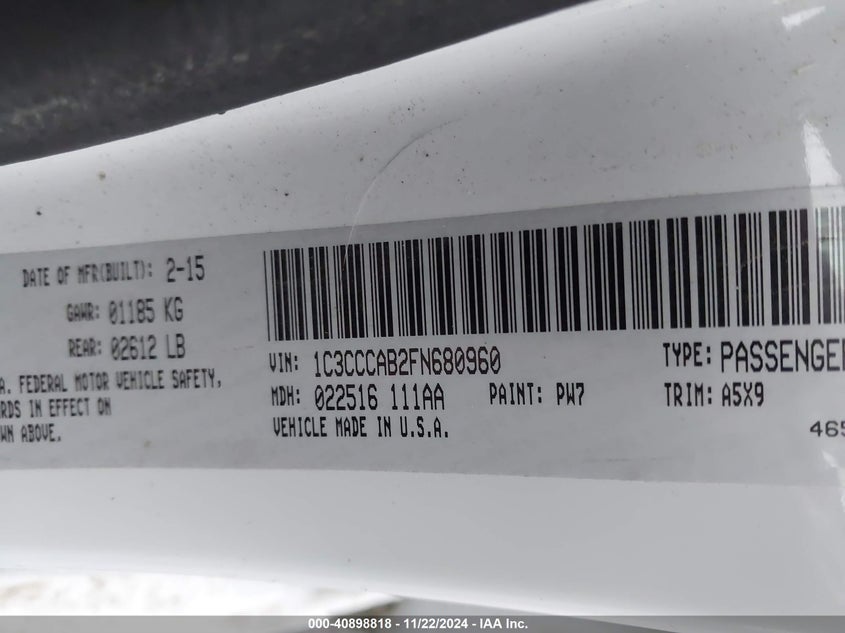 DATE OF MFR(BUILT): 2-15
GAWR: 01185 KG
REAR: 02612 LB
A. FEDERAL MOTOR VEHICLE SAFETY,
RDS IN EFFECT ON
WN ABOVE.
VIN: 1C3CCCAB2FN680960 TYPE: PASSENGER
MDH: 022516 111AA PAINT: PW7 TRIM: A5X9
VEHICLE MADE IN U.S.A.
465
000-40898818 - 11/22/2024 - IAA Inc.